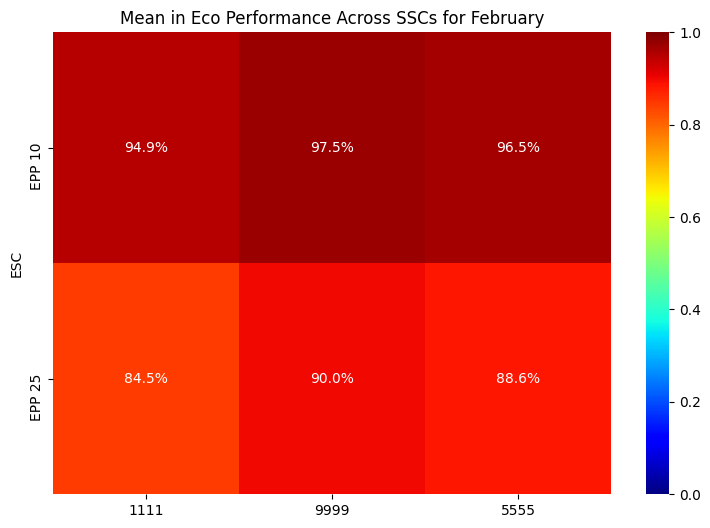 Mean in Eco Performance Across SSCs for February
ESC
EPP 10
94.9% 97.5% 96.5%
EPP 25
84.5% 90.0% 88.6%
1111 9999 5555
1.0
0.8
0.6
0.4
0.2
0.0